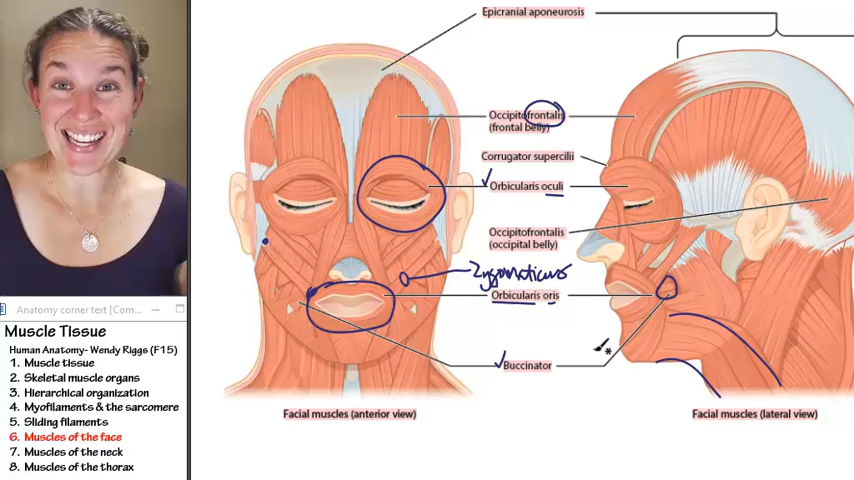 Epicranial aponeurosis
Occipitofrontalis
(frontal belly)
Corrugator supercilii
Orbicularis oculi
Occipitofrontalis
(occipital belly)
Zygomaticus
Orbicularis oris
Buccinator
Facial muscles (anterior view)
Facial muscles (lateral view)
Anatomy corner text [Com...
Muscle Tissue
Human Anatomy- Wendy Riggs (F15)
1. Muscle tissue
2. Skeletal muscle organs
3. Hierarchical organization
4. Myofilaments & the sarcomere
5. Sliding filaments
6. Muscles of the face
7. Muscles of the neck
8. Muscles of the thorax